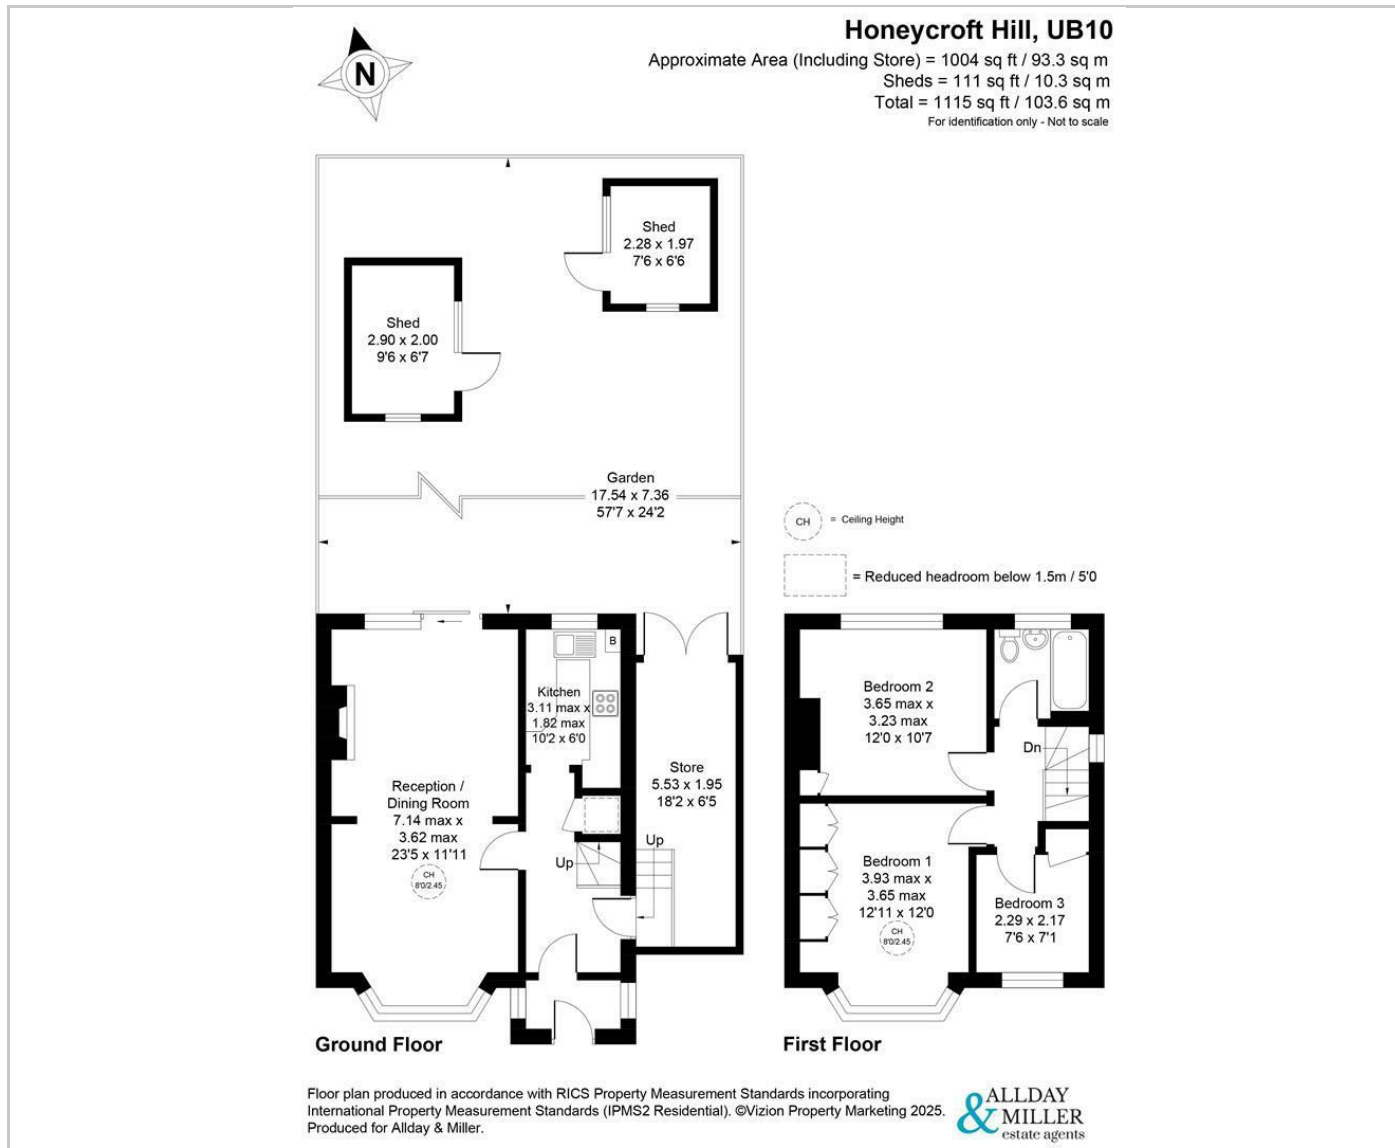 N
Honeycroft Hill, UB10
Approximate Area (Including Store) = 1004 sq ft / 93.3 sq m
Sheds = 111 sq ft / 10.3 sq m
Total = 1115 sq ft / 103.6 sq m
For identification only - Not to scale
Shed
2.28 x 1.97
7'6 x 6'6
Shed
2.90 x 2.00
9'6 x 6'7
Garden
17.54 x 7.36
57'7 x 24'2
CH = Ceiling Height
= Reduced headroom below 1.5m / 5'0
B
Kitchen
3.11 max x
1.82 max
10'2 x 6'0
Reception /
Dining Room
7.14 max x
3.62 max
23'5 x 11'11
CH
8'0/2.45
Store
5.53 x 1.95
18'2 x 6'5
Up
Up
Ground Floor
Bedroom 2
3.65 max x
3.23 max
12'0 x 10'7
Dn
Bedroom 1
3.93 max x
3.65 max
12'11 x 12'0
CH
8'0/2.45
Bedroom 3
2.29 x 2.17
7'6 x 7'1
First Floor
Floor plan produced in accordance with RICS Property Measurement Standards incorporating
International Property Measurement Standards (IPMS2 Residential). ©Vizion Property Marketing 2025.
Produced for Allday & Miller.
ALLDAY
& MILLER
estate agents